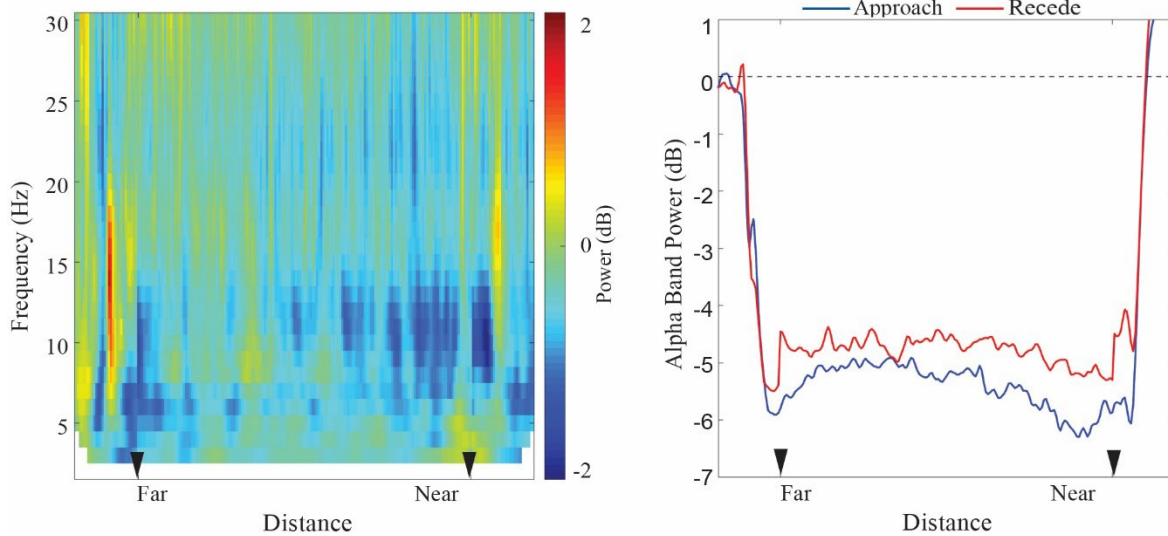 30
25
20
15
10
5
Frequency (Hz)
Far
Near
Distance
2
0
-2
Power (dB)
Approach
Recede
1
0
-1
-2
-3
-4
-5
-6
-7
Alpha Band Power (dB)
Far
Near
Distance